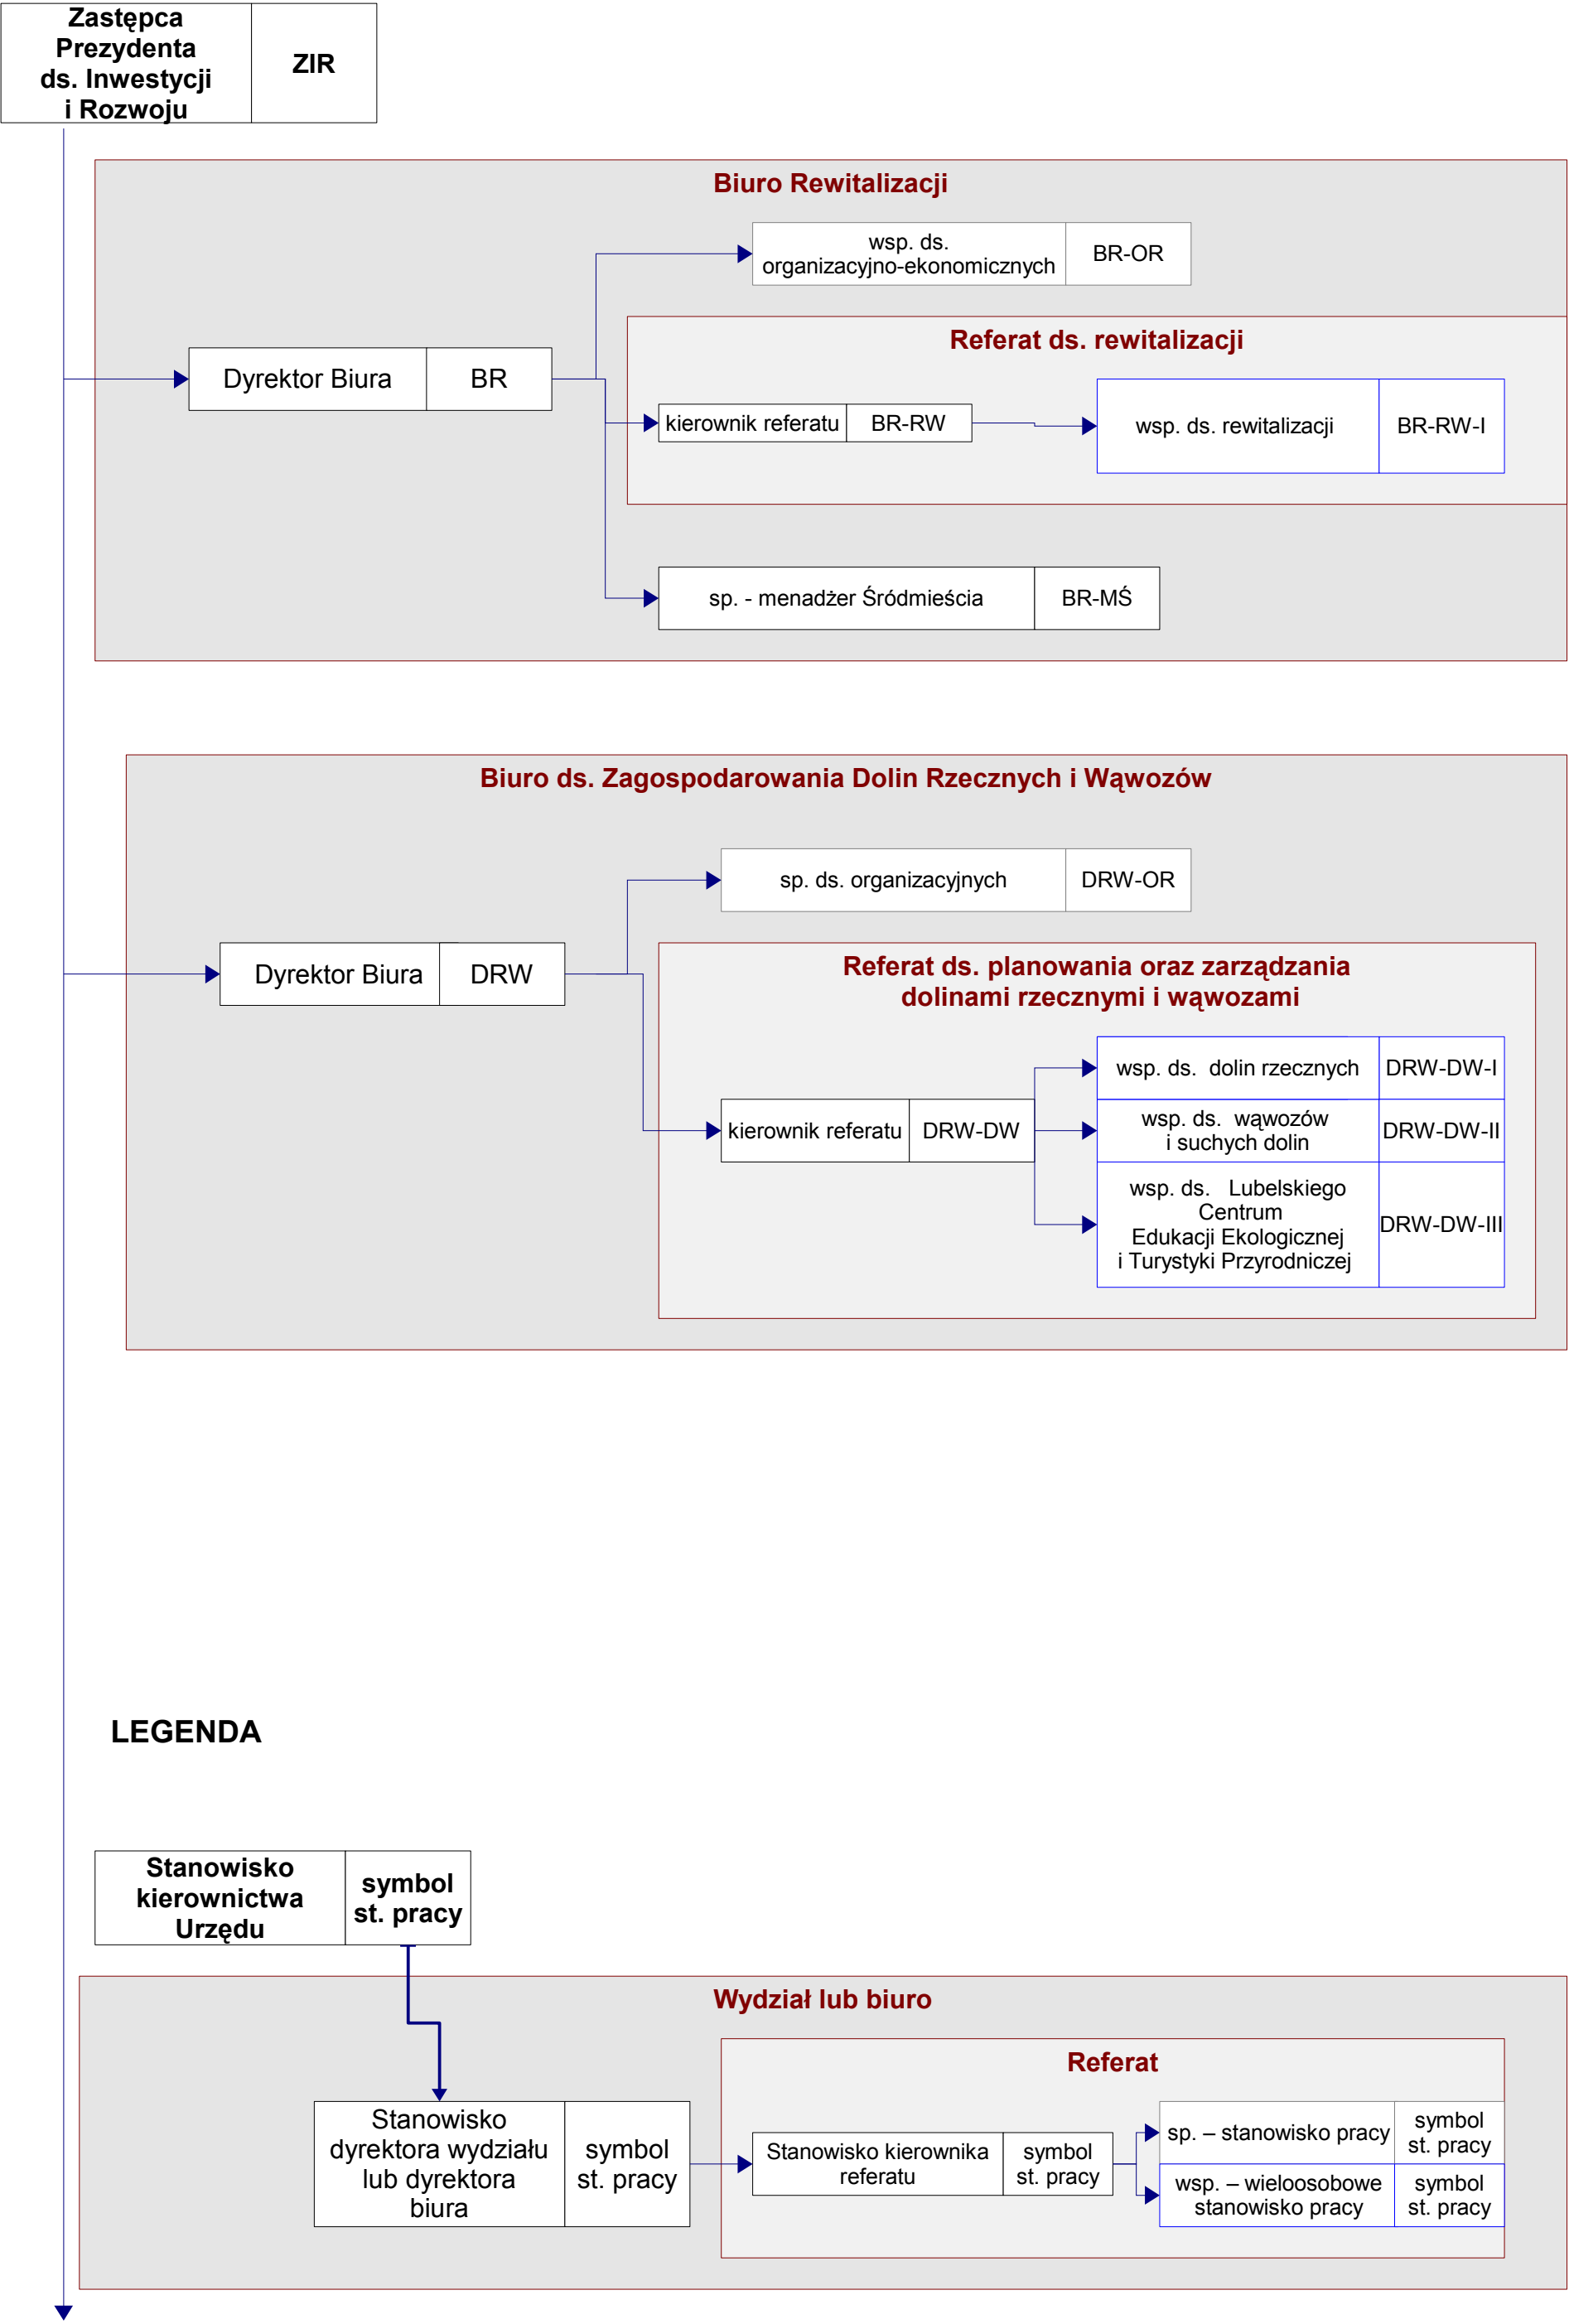 Zastępca
Prezydenta
ds. Inwestycji
i Rozwoju
ZIR
Biuro Rewitalizacji
wsp. ds.
organizacyjno-ekonomicznych
BR-OR
Referat ds. rewitalizacji
Dyrektor Biura
BR
kierownik referatu
BR-RW
wsp. ds. rewitalizacji
BR-RW-I
sp. - menadżer Śródmieścia
BR-MŚ
Biuro ds. Zagospodarowania Dolin Rzecznych i Wąwozów
sp. ds. organizacyjnych
DRW-OR
Dyrektor Biura
DRW
Referat ds. planowania oraz zarządzania
dolinami rzecznymi i wąwozami
wsp. ds. dolin rzecznych
DRW-DW-I
kierownik referatu
DRW-DW
wsp. ds. wąwozów
i suchych dolin
DRW-DW-II
wsp. ds. Lubelskiego
Centrum
Edukacji Ekologicznej
i Turystyki Przyrodniczej
DRW-DW-III
LEGENDA
Stanowisko
kierownictwa
Urzędu
symbol
st. pracy
Wydział lub biuro
Referat
Stanowisko
dyrektora wydziału
lub dyrektora
biura
symbol
st. pracy
Stanowisko kierownika
referatu
symbol
st. pracy
sp. – stanowisko pracy
symbol
st. pracy
wsp. – wieloosobowe
stanowisko pracy
symbol
st. pracy